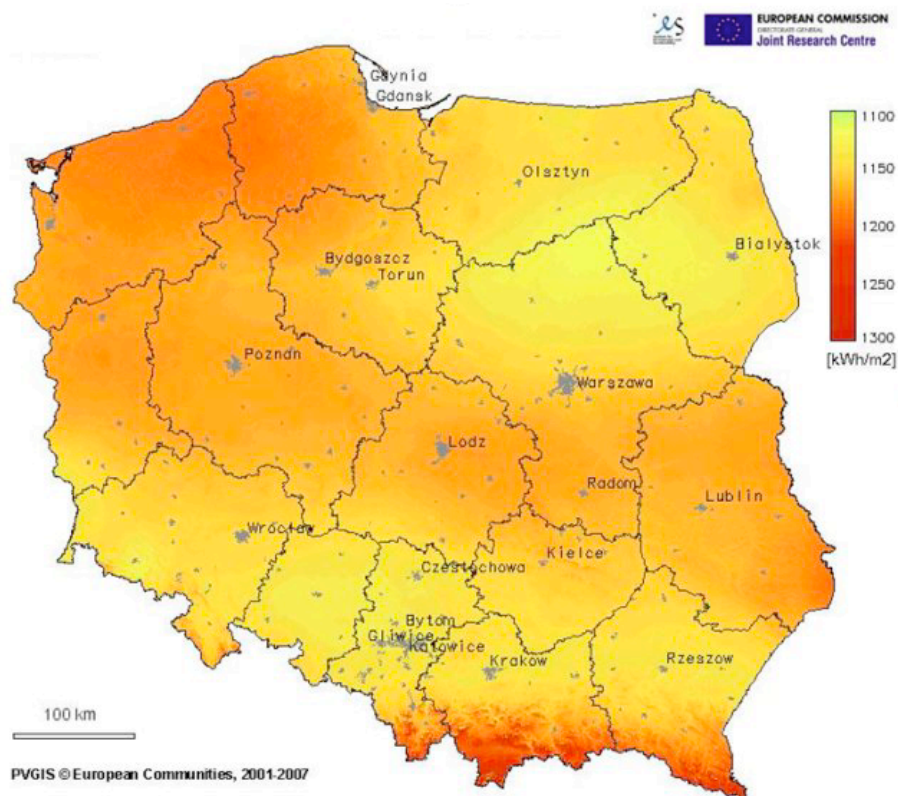 EUROPEAN COMMISSION
DIRECTORATE GENERAL
Joint Research Centre
Gdynia
Gdansk
1100
1150
1200
1250
1300
[kWh/m2]
Olsztyn
Białystok
Bydgoszcz
Torun
Poznan
Warszawa
Lodz
Radom
Lublin
Wrocław
Kielce
Czestochowa
Bytom
Gliwice
Katowice
Krakow
Rzeszow
100 km
PVGIS © European Communities, 2001-2007